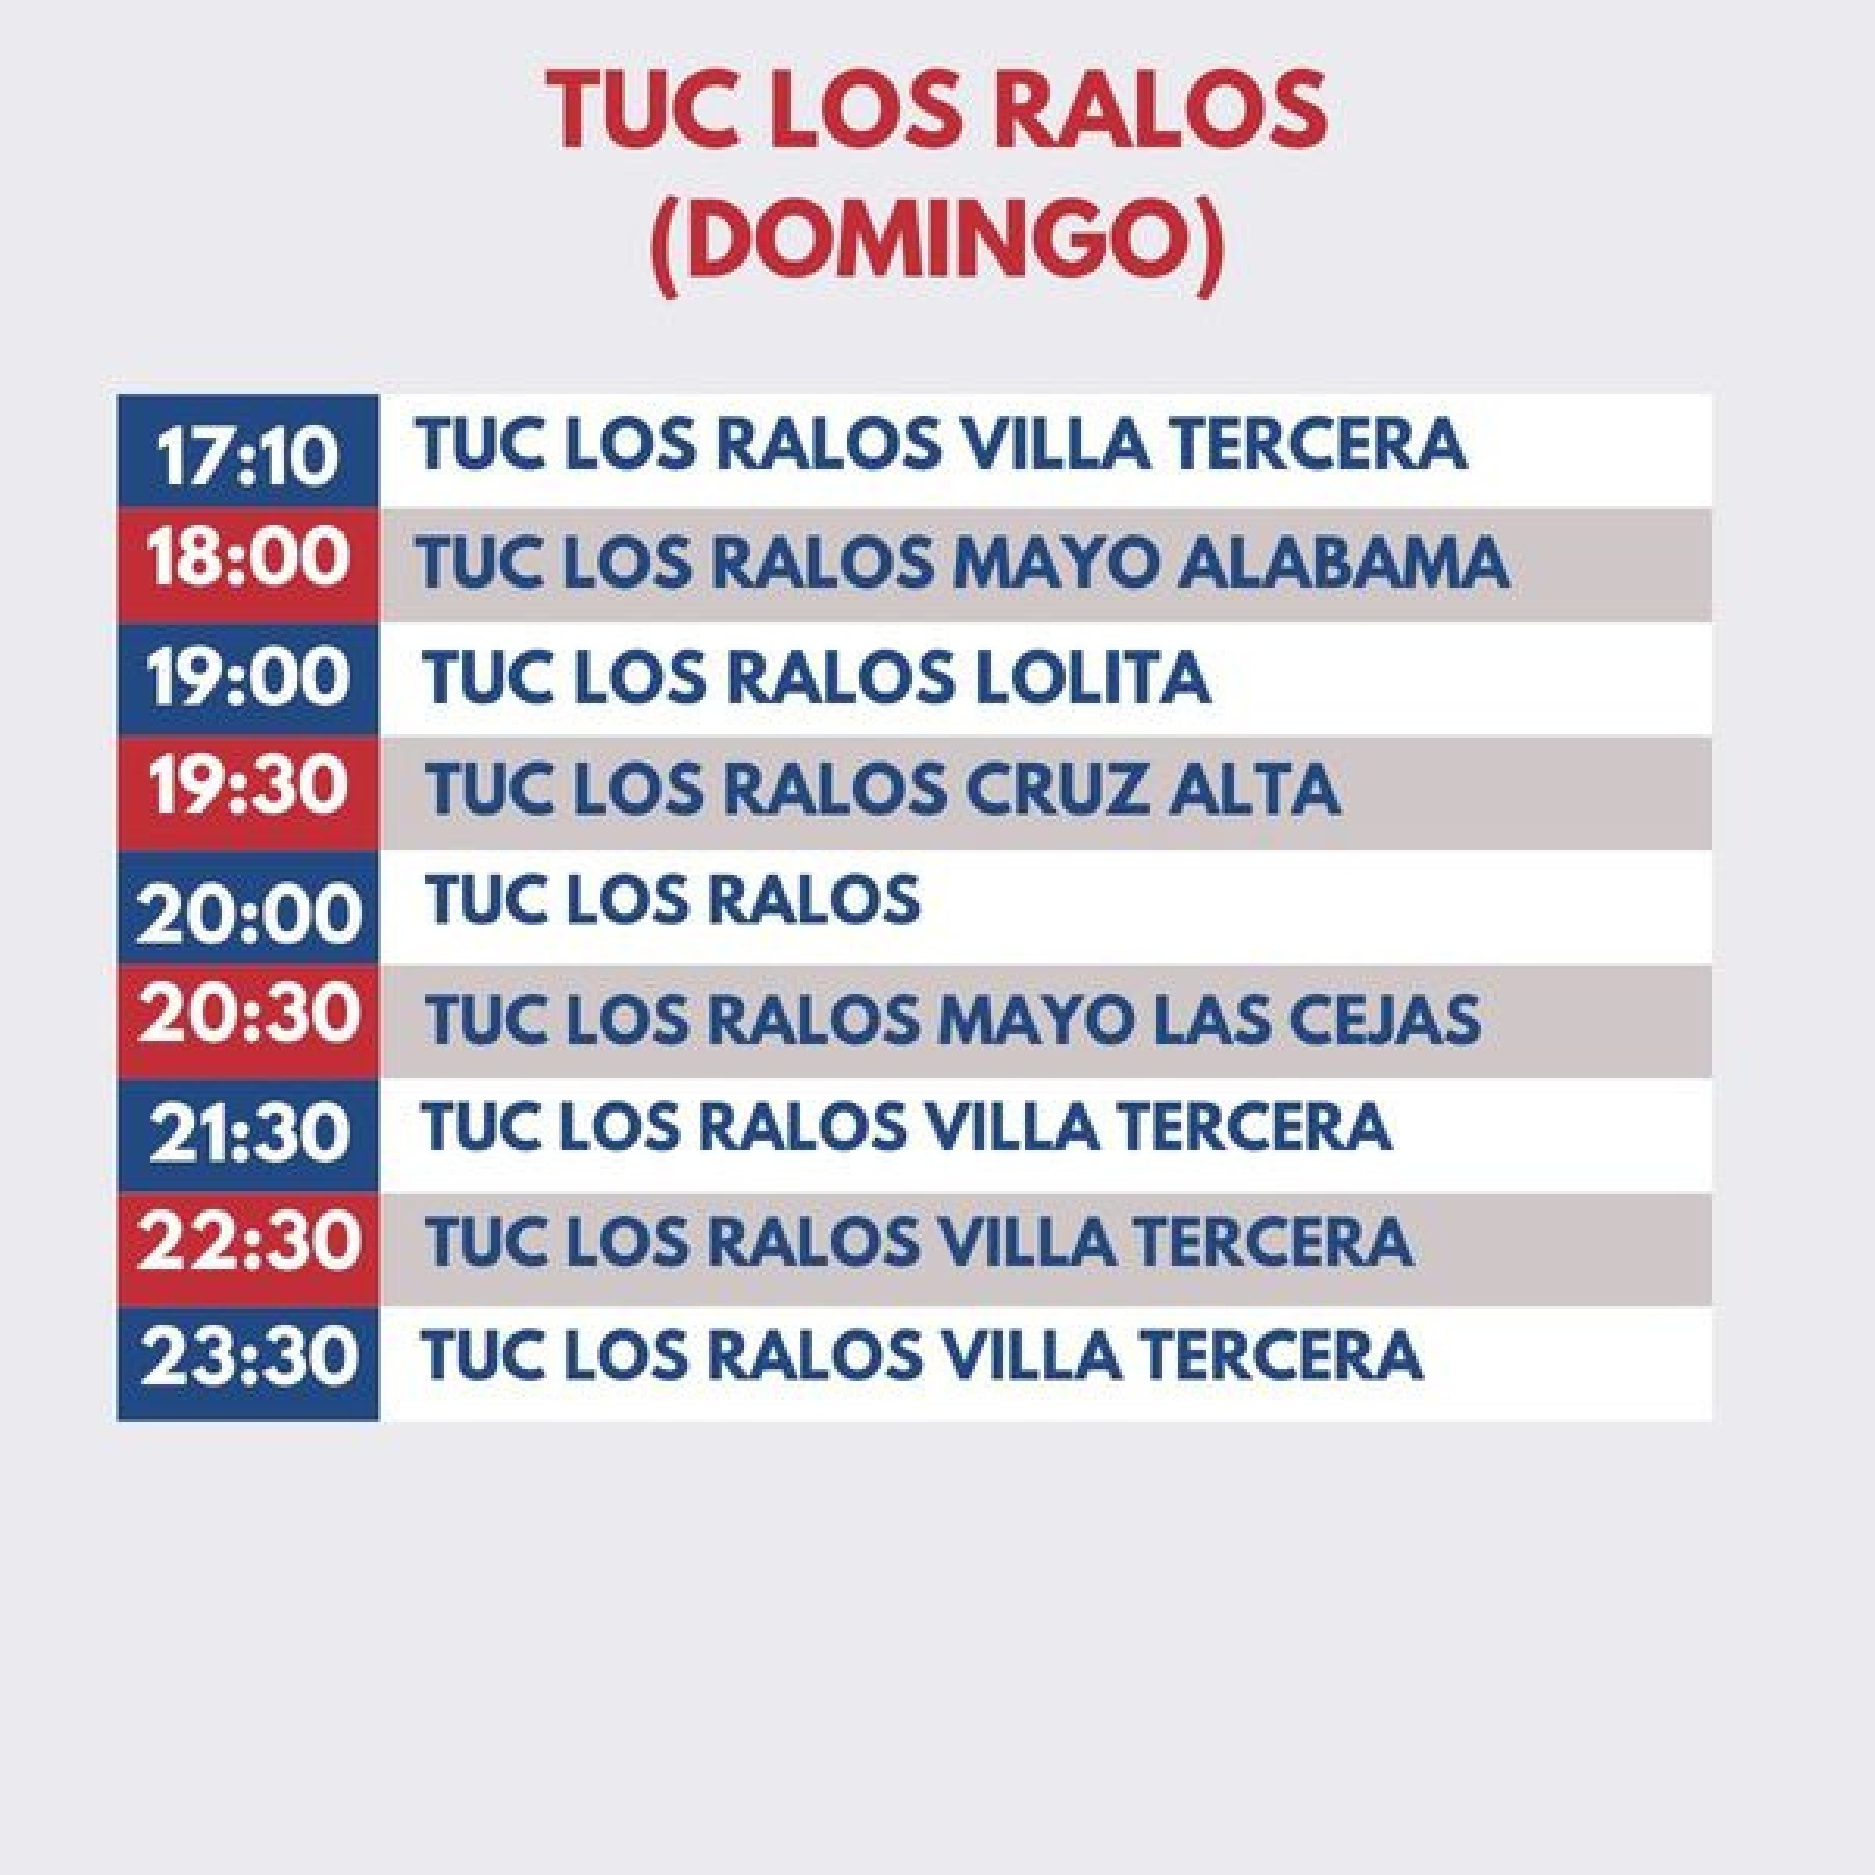 TUC LOS RALOS
(DOMINGO)
17:10 TUC LOS RALOS VILLA TERCERA
18:00 TUC LOS RALOS MAYO ALABAMA
19:00 TUC LOS RALOS LOLITA
19:30 TUC LOS RALOS CRUZ ALTA
20:00 TUC LOS RALOS
20:30 TUC LOS RALOS MAYO LAS CEJAS
21:30 TUC LOS RALOS VILLA TERCERA
22:30 TUC LOS RALOS VILLA TERCERA
23:30 TUC LOS RALOS VILLA TERCERA